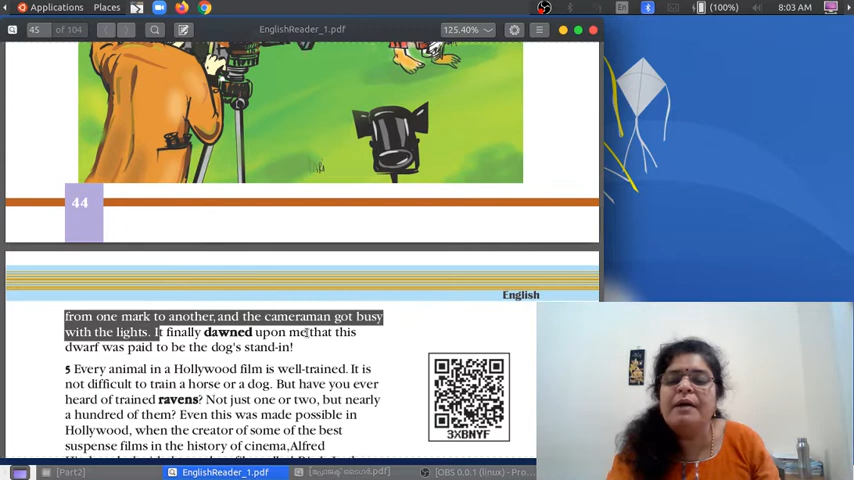 Applications Places En (100%) 8:03 AM
45 of 104 EnglishReader_1.pdf 125.40%
44
English
from one mark to another, and the cameraman got busy
with the lights. It finally dawned upon me that this
dwarf was paid to be the dog's stand-in!
5 Every animal in a Hollywood film is well-trained. It is
not difficult to train a horse or a dog. But have you ever
heard of trained ravens? Not just one or two, but nearly
a hundred of them? Even this was made possible in
Hollywood, when the creator of some of the best
suspense films in the history of cinema, Alfred
3XBNYF
[Part2] EnglishReader_1.pdf [OBS 0.0.1 (linux) - Pro...